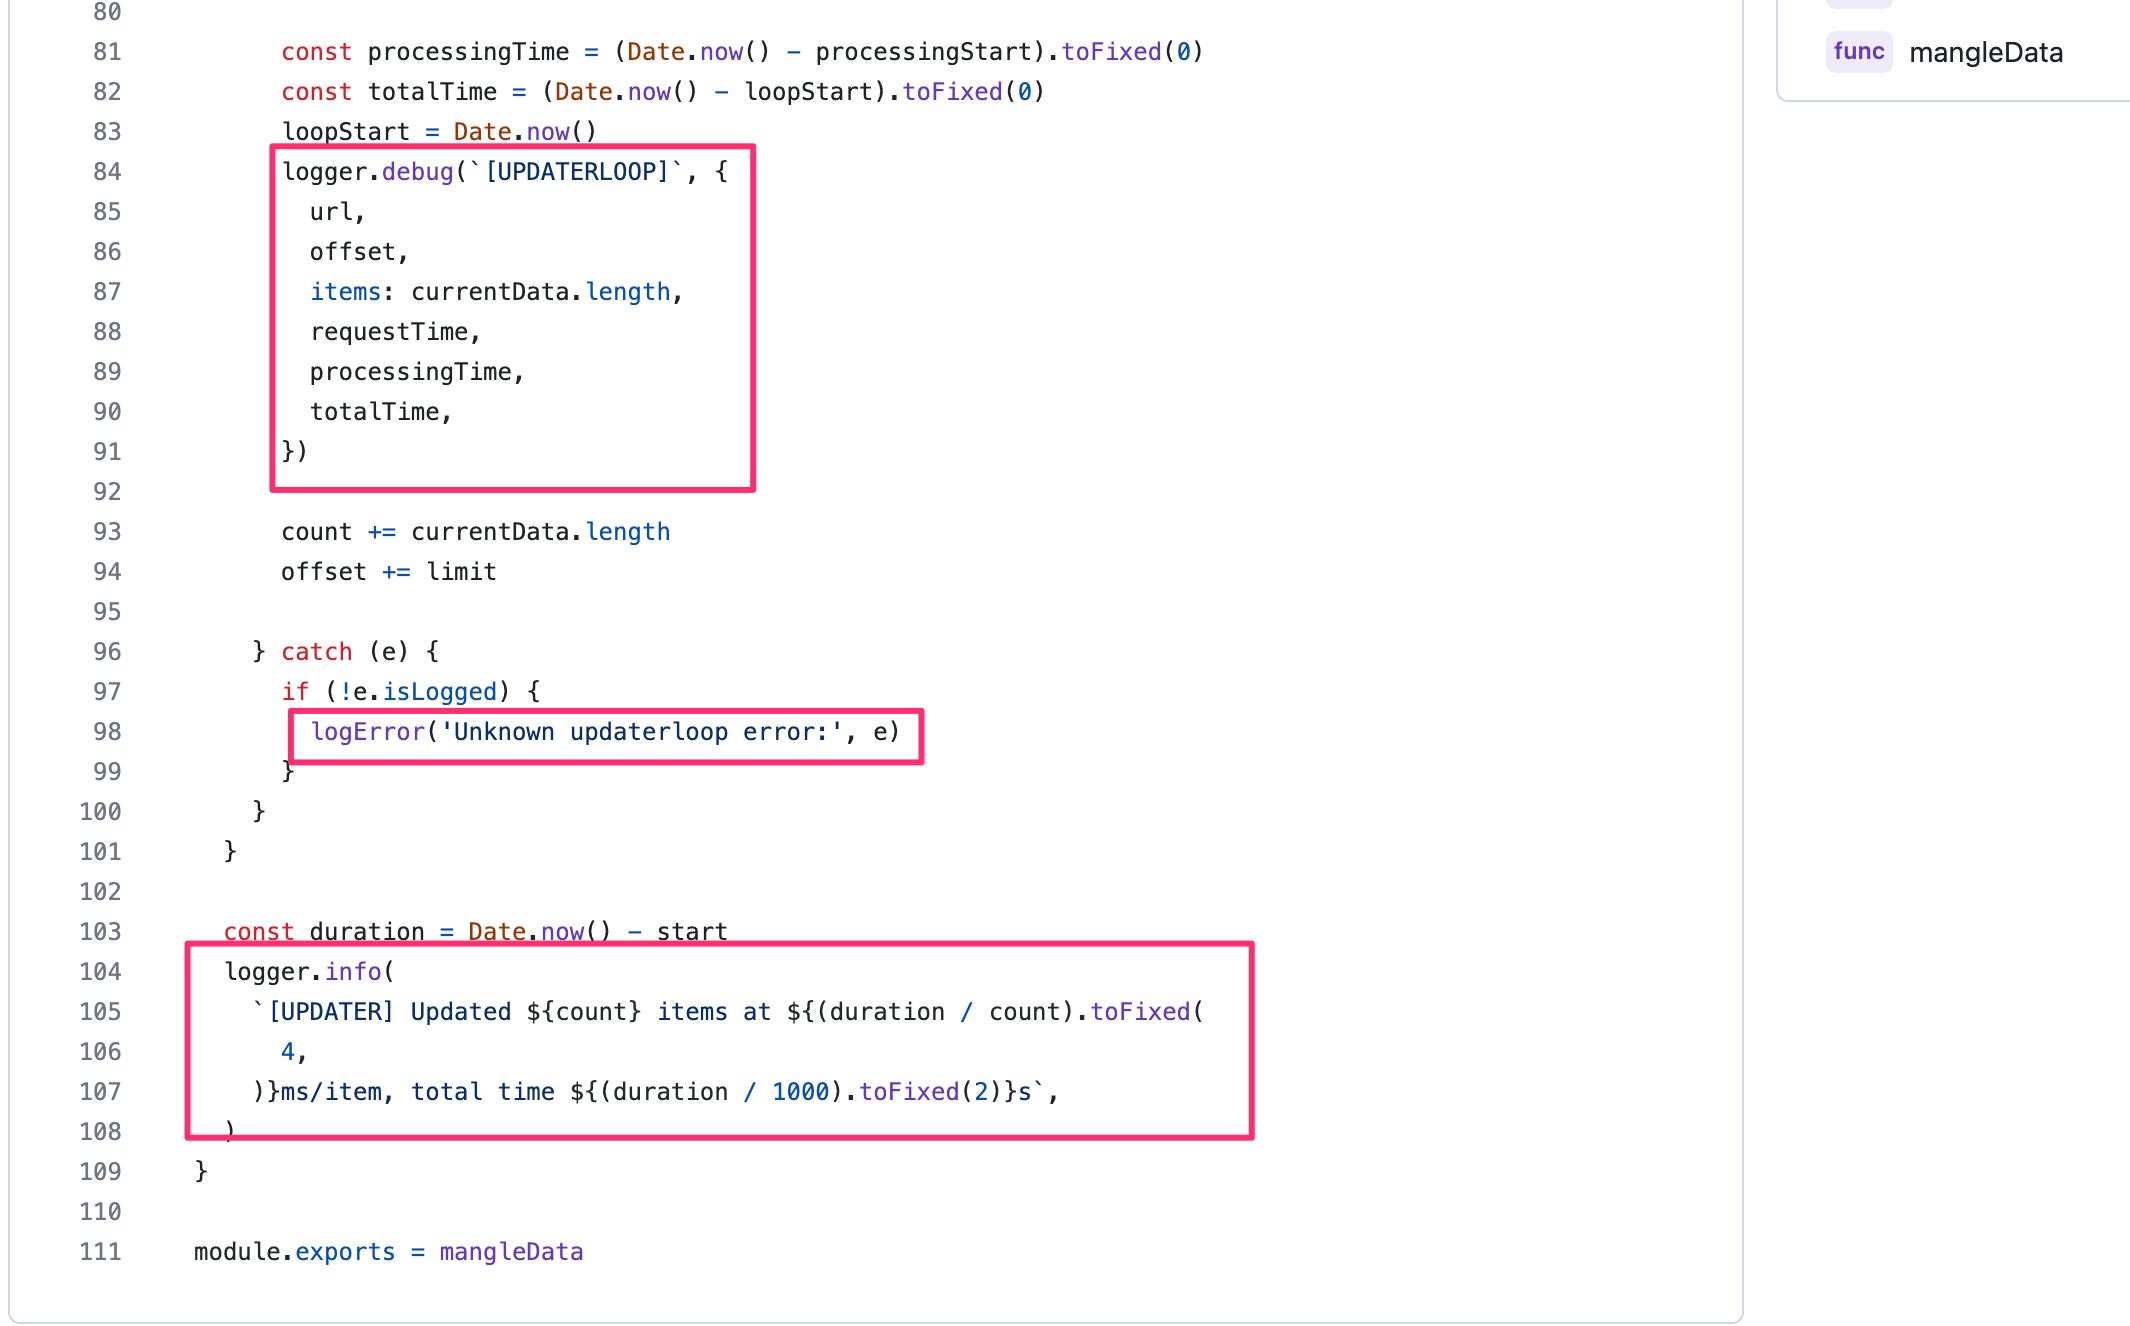 80
81 const processingTime = (Date.now() - processingStart).toFixed(0)
82 const totalTime = (Date.now() - loopStart).toFixed(0)
83 loopStart = Date.now()
84 logger.debug(`[UPDATERLOOP]`, {
85 url,
86 offset,
87 items: currentData.length,
88 requestTime,
89 processingTime,
90 totalTime,
91 })
92
93 count += currentData.length
94 offset += limit
95
96 } catch (e) {
97 if (!e.isLogged) {
98 logError('Unknown updaterloop error:', e)
99 }
100 }
101 }
102
103 const duration = Date.now() - start
104 logger.info(
105 `[UPDATER] Updated ${count} items at ${(duration / count).toFixed(
106 4,
107 )}ms/item, total time ${(duration / 1000).toFixed(2)}s`,
108 )
109 }
110
111 module.exports = mangleData
func mangleData